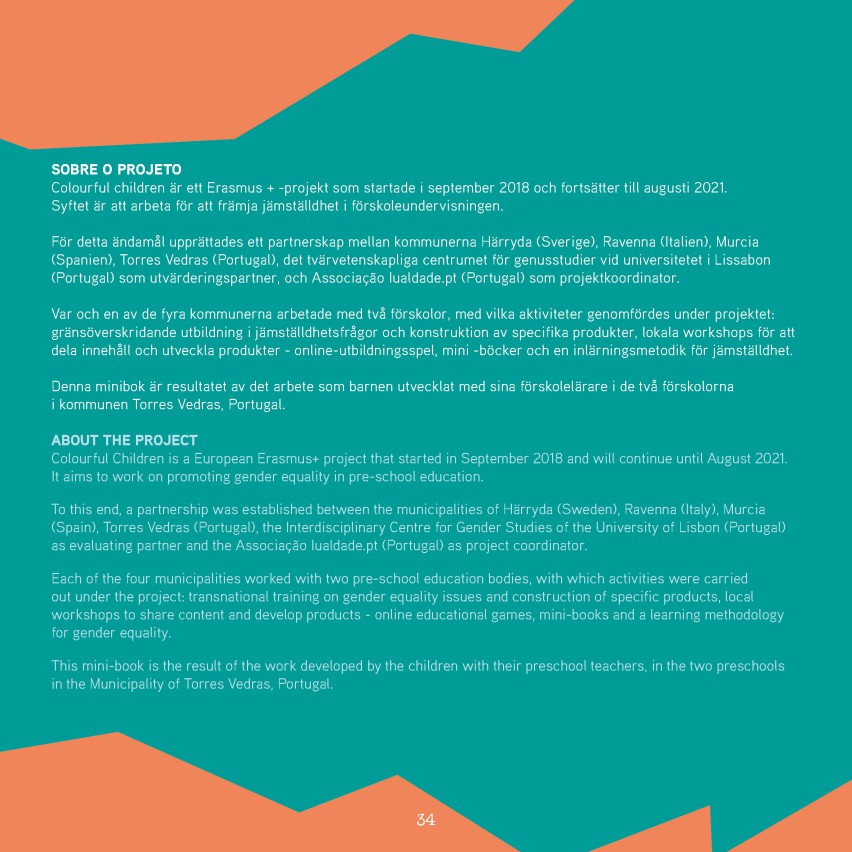 SOBRE O PROJETO
Colourful children är ett Erasmus + -projekt som startade i september 2018 och fortsätter till augusti 2021.
Syftet är att arbeta för att främja jämställdhet i förskoleundervisningen.
För detta ändamål upprättades ett partnerskap mellan kommunerna Härryda (Sverige), Ravenna (Italien), Murcia
(Spanien), Torres Vedras (Portugal), det tvärvetenskapliga centrumet för genusstudier vid universitetet i Lissabon
(Portugal) som utvärderingspartner, och Associação Iualdade.pt (Portugal) som projektkoordinator.
Var och en av de fyra kommunerna arbetade med två förskolor, med vilka aktiviteter genomfördes under projektet:
gränsöverskridande utbildning i jämställdhetsfrågor och konstruktion av specifika produkter, lokala workshops för att
dela innehåll och utveckla produkter - online-utbildningsspel, mini -böcker och en inlärningsmetodik för jämställdhet.
Denna minibok är resultatet av det arbete som barnen utvecklat med sina förskolelärare i de två förskolorna
i kommunen Torres Vedras, Portugal.
ABOUT THE PROJECT
Colourful Children is a European Erasmus+ project that started in September 2018 and will continue until August 2021.
It aims to work on promoting gender equality in pre-school education.
To this end, a partnership was established between the municipalities of Härryda (Sweden), Ravenna (Italy), Murcia
(Spain), Torres Vedras (Portugal), the Interdisciplinary Centre for Gender Studies of the University of Lisbon (Portugal)
as evaluating partner and the Associação Iualdade.pt (Portugal) as project coordinator.
Each of the four municipalities worked with two pre-school education bodies, with which activities were carried
out under the project: transnational training on gender equality issues and construction of specific products, local
workshops to share content and develop products - online educational games, mini-books and a learning methodology
for gender equality.
This mini-book is the result of the work developed by the children with their preschool teachers, in the two preschools
in the Municipality of Torres Vedras, Portugal.
34